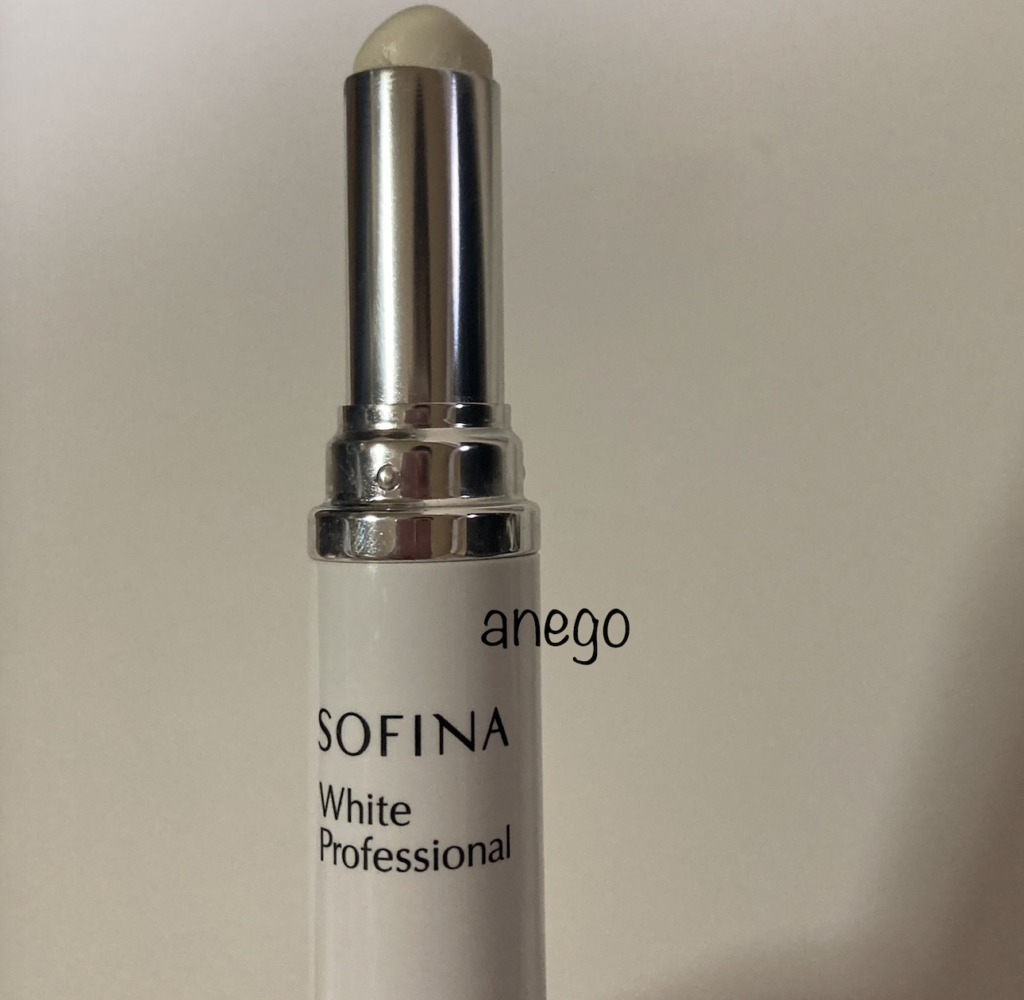 anego
SOFINA
White
Professional